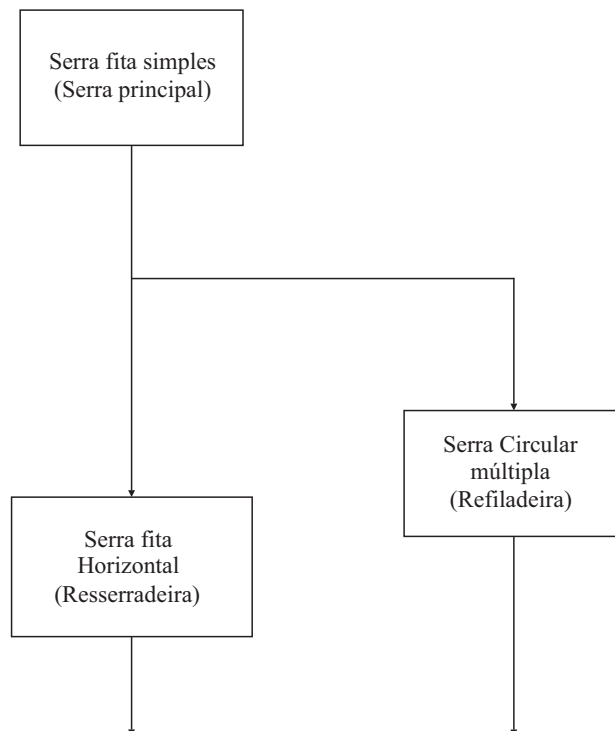 Serra fita simples
(Serra principal)
Serra Circular
múltipla
(Refiladeira)
Serra fita
Horizontal
(Resserradeira)